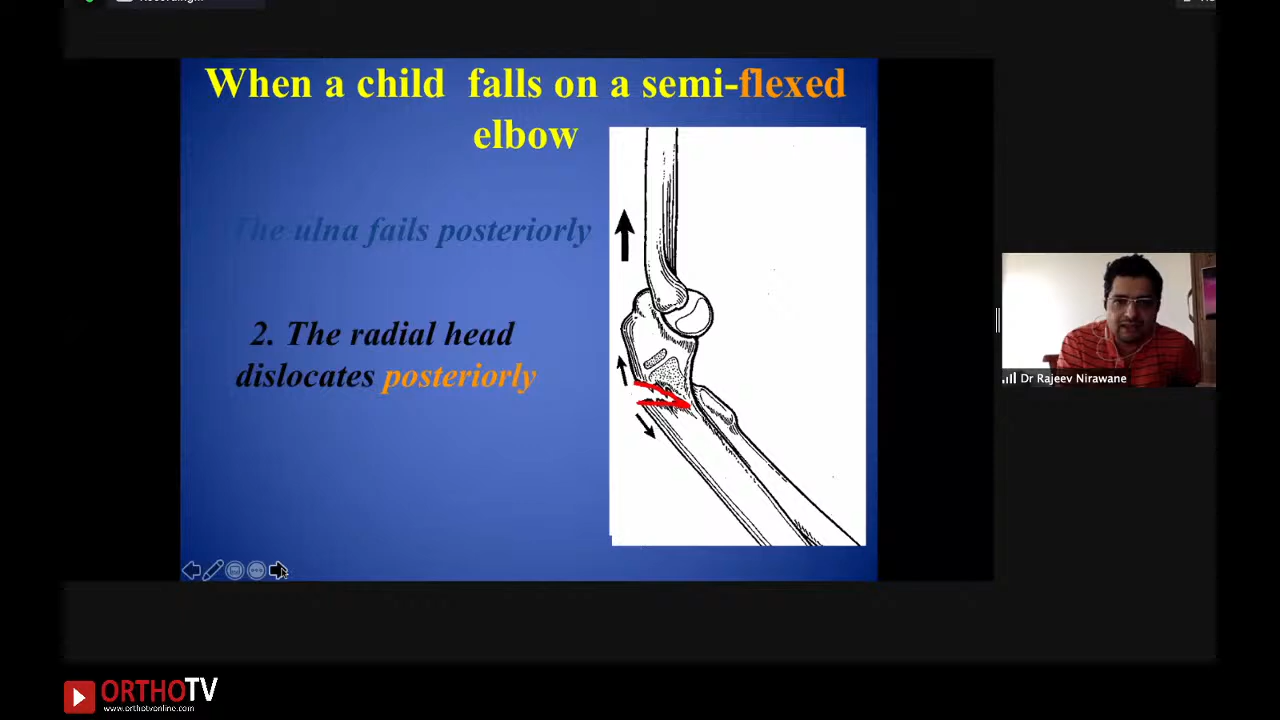 When a child falls on a semi-flexed
elbow
The ulna fails posteriorly
2. The radial head
dislocates posteriorly
Dr Rajeev Nirawane
ORTHOTV
www.orthotvonline.com